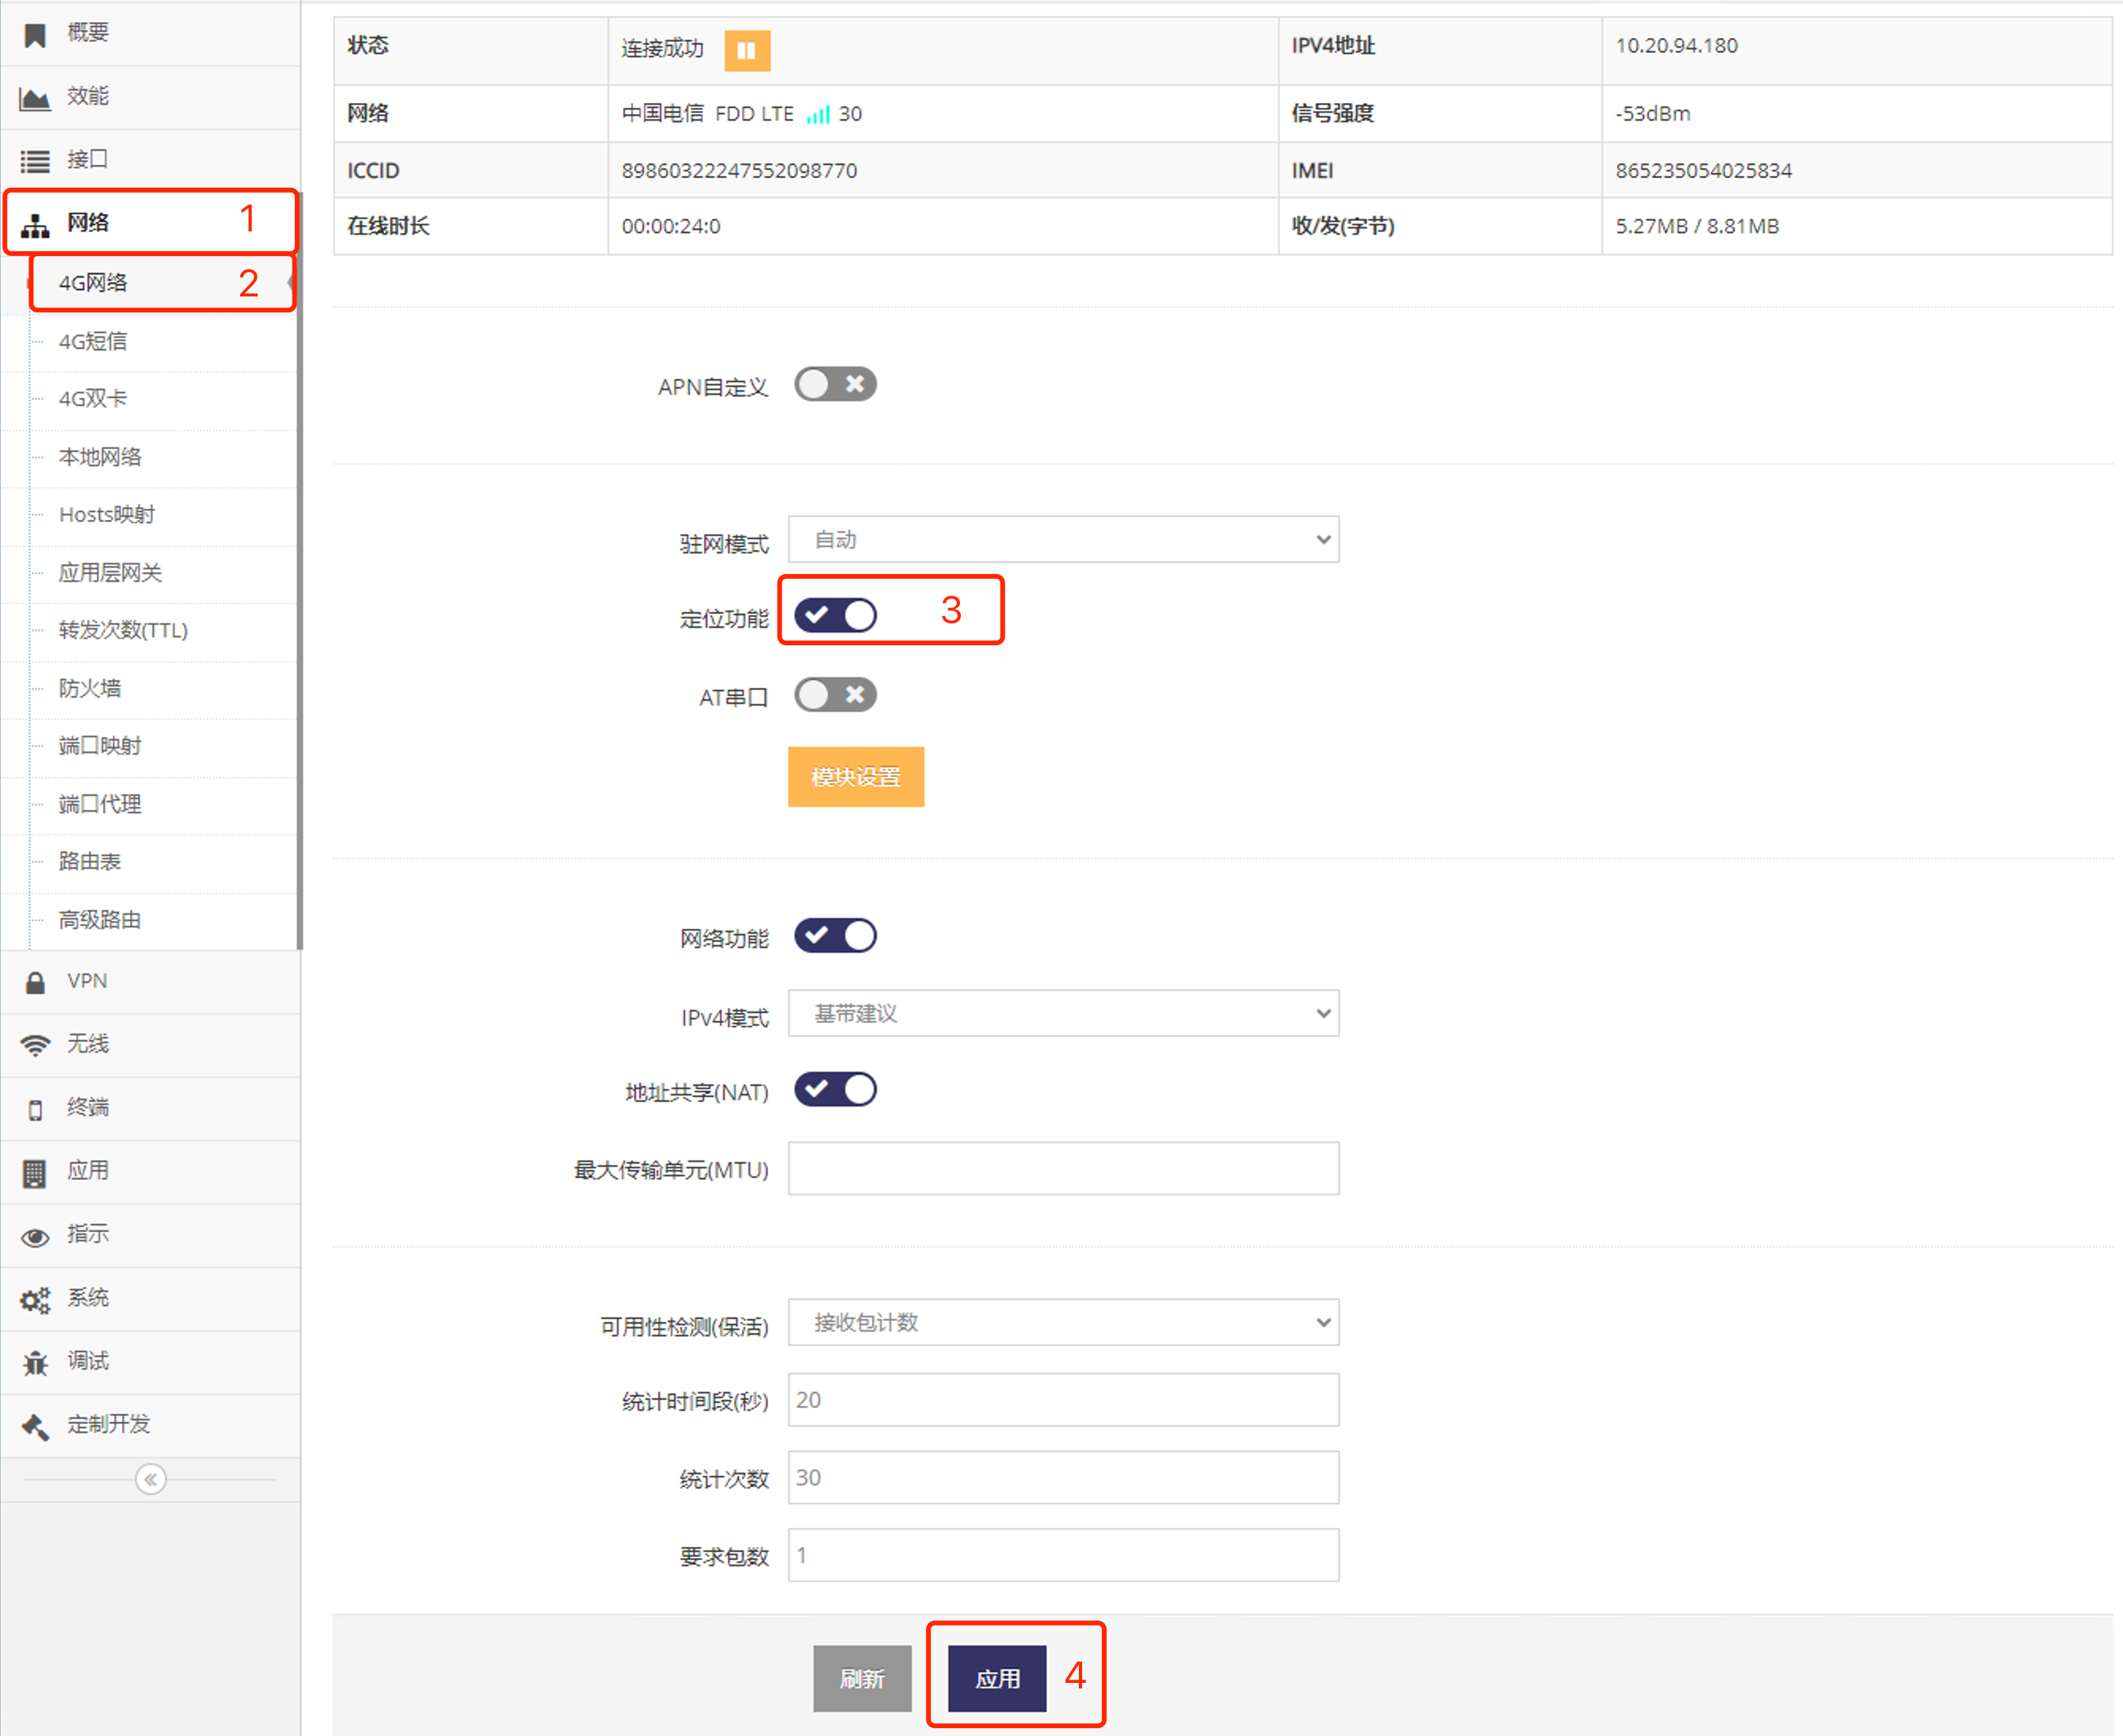 概要
效能
接口
网络 1
4G网络 2
4G短信
4G双卡
本地网络
Hosts映射
应用层网关
转发次数(TTL)
防火墙
端口映射
端口代理
路由表
高级路由
VPN
无线
终端
应用
指示
系统
调试
定制开发
状态 连接成功 IPV4地址 10.20.94.180
网络 中国电信 FDD LTE 30 信号强度 -53dBm
ICCID 89860322247552098770 IMEI 865235054025834
在线时长 00:00:24:0 收/发(字节) 5.27MB / 8.81MB
APN自定义
驻网模式 自动
定位功能 3
AT串口
模块设置
网络功能
IPv4模式 基带建议
地址共享(NAT)
最大传输单元(MTU)
可用性检测(保活) 接收包计数
统计时间段(秒) 20
统计次数 30
要求包数 1
刷新 应用 4